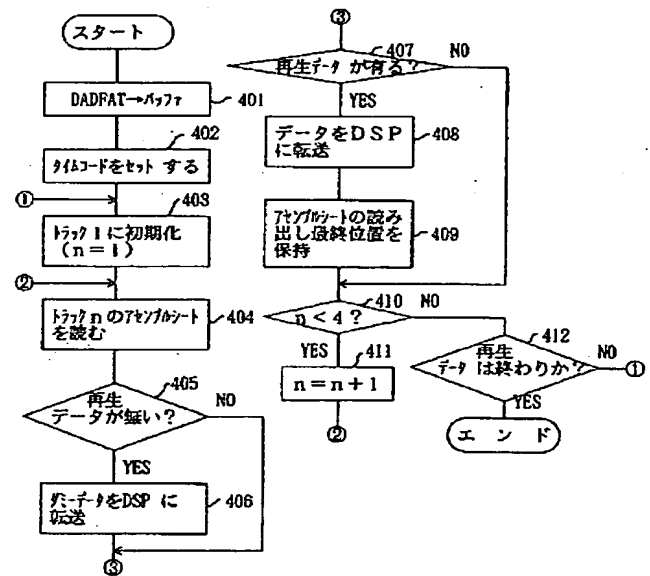 スタート
DADFAT→バッファ
401
402
タイムコードをセットする
①
403
トラック1に初期化
(n=1)
②
トラックnのアセンブルシート
を読む
404
405
再生
データが無い?
NO
YES
ダミーデータをDSPに
転送
406
③
③
407
再生データが有る?
NO
YES
データをDSP
に転送
408
アセンブルシートの読み
出し最終位置を
保持
409
410
n<4?
NO
YES
411
n=n+1
②
412
再生
データは終わりか?
NO
①
YES
エンド